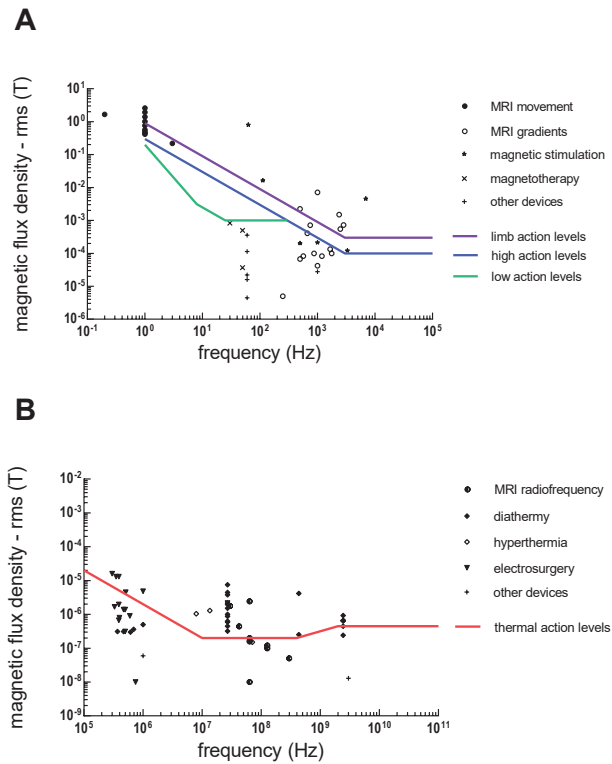 A
magnetic flux density - rms (T)
10^1
10^0
10^-1
10^-2
10^-3
10^-4
10^-5
10^-6
10^-1 10^0 10^1 10^2 10^3 10^4 10^5
frequency (Hz)
MRI movement
MRI gradients
magnetic stimulation
magnetotherapy
other devices
limb action levels
high action levels
low action levels
B
magnetic flux density - rms (T)
10^-2
10^-3
10^-4
10^-5
10^-6
10^-7
10^-8
10^-9
10^5 10^6 10^7 10^8 10^9 10^10 10^11
frequency (Hz)
MRI radiofrequency
diathermy
hyperthermia
electrosurgery
other devices
thermal action levels